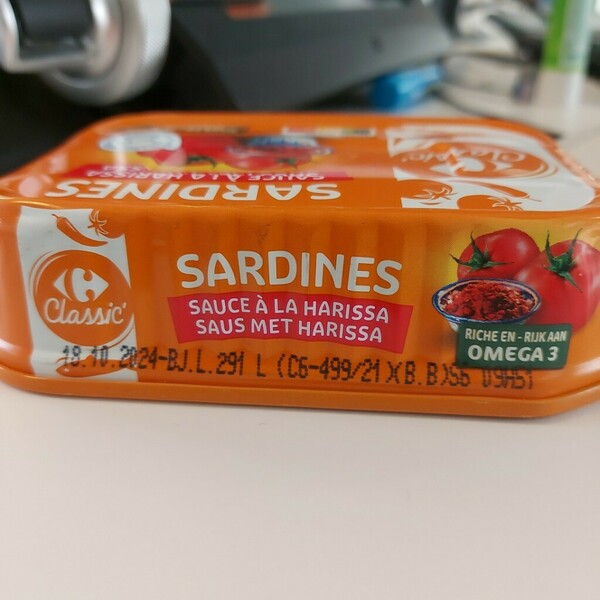 Classic'
SAUCE À LA HARISSA
SARDINES
Classic'
SARDINES
SAUCE À LA HARISSA
SAUS MET HARISSA
RICHE EN - RIJK AAN
OMEGA 3
18.10.2024-BJ.L.291 L (C6-499/21)(B.B)S6 09H51